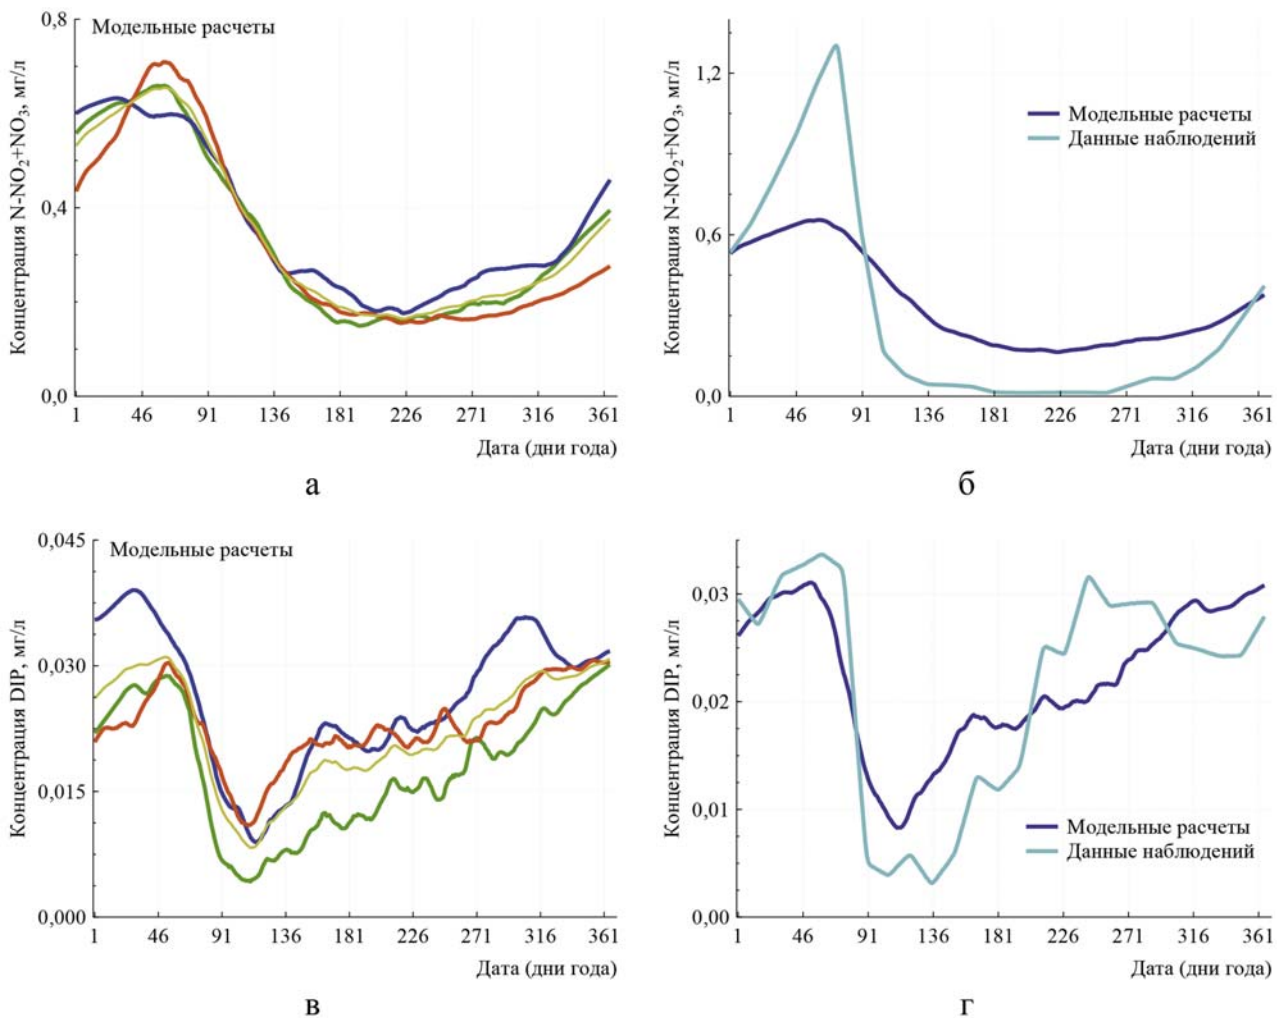 Модельные расчеты
Концентрация N-NO₂+NO₃, мг/л
0,8
0,4
0,0
1 46 91 136 181 226 271 316 361
Дата (дни года)
а
Концентрация N-NO₂+NO₃, мг/л
1,2
0,6
0,0
Модельные расчеты
Данные наблюдений
1 46 91 136 181 226 271 316 361
Дата (дни года)
б
Модельные расчеты
Концентрация DIP, мг/л
0,045
0,030
0,015
0,000
1 46 91 136 181 226 271 316 361
Дата (дни года)
в
Концентрация DIP, мг/л
0,03
0,02
0,01
0,00
Модельные расчеты
Данные наблюдений
1 46 91 136 181 226 271 316 361
Дата (дни года)
г